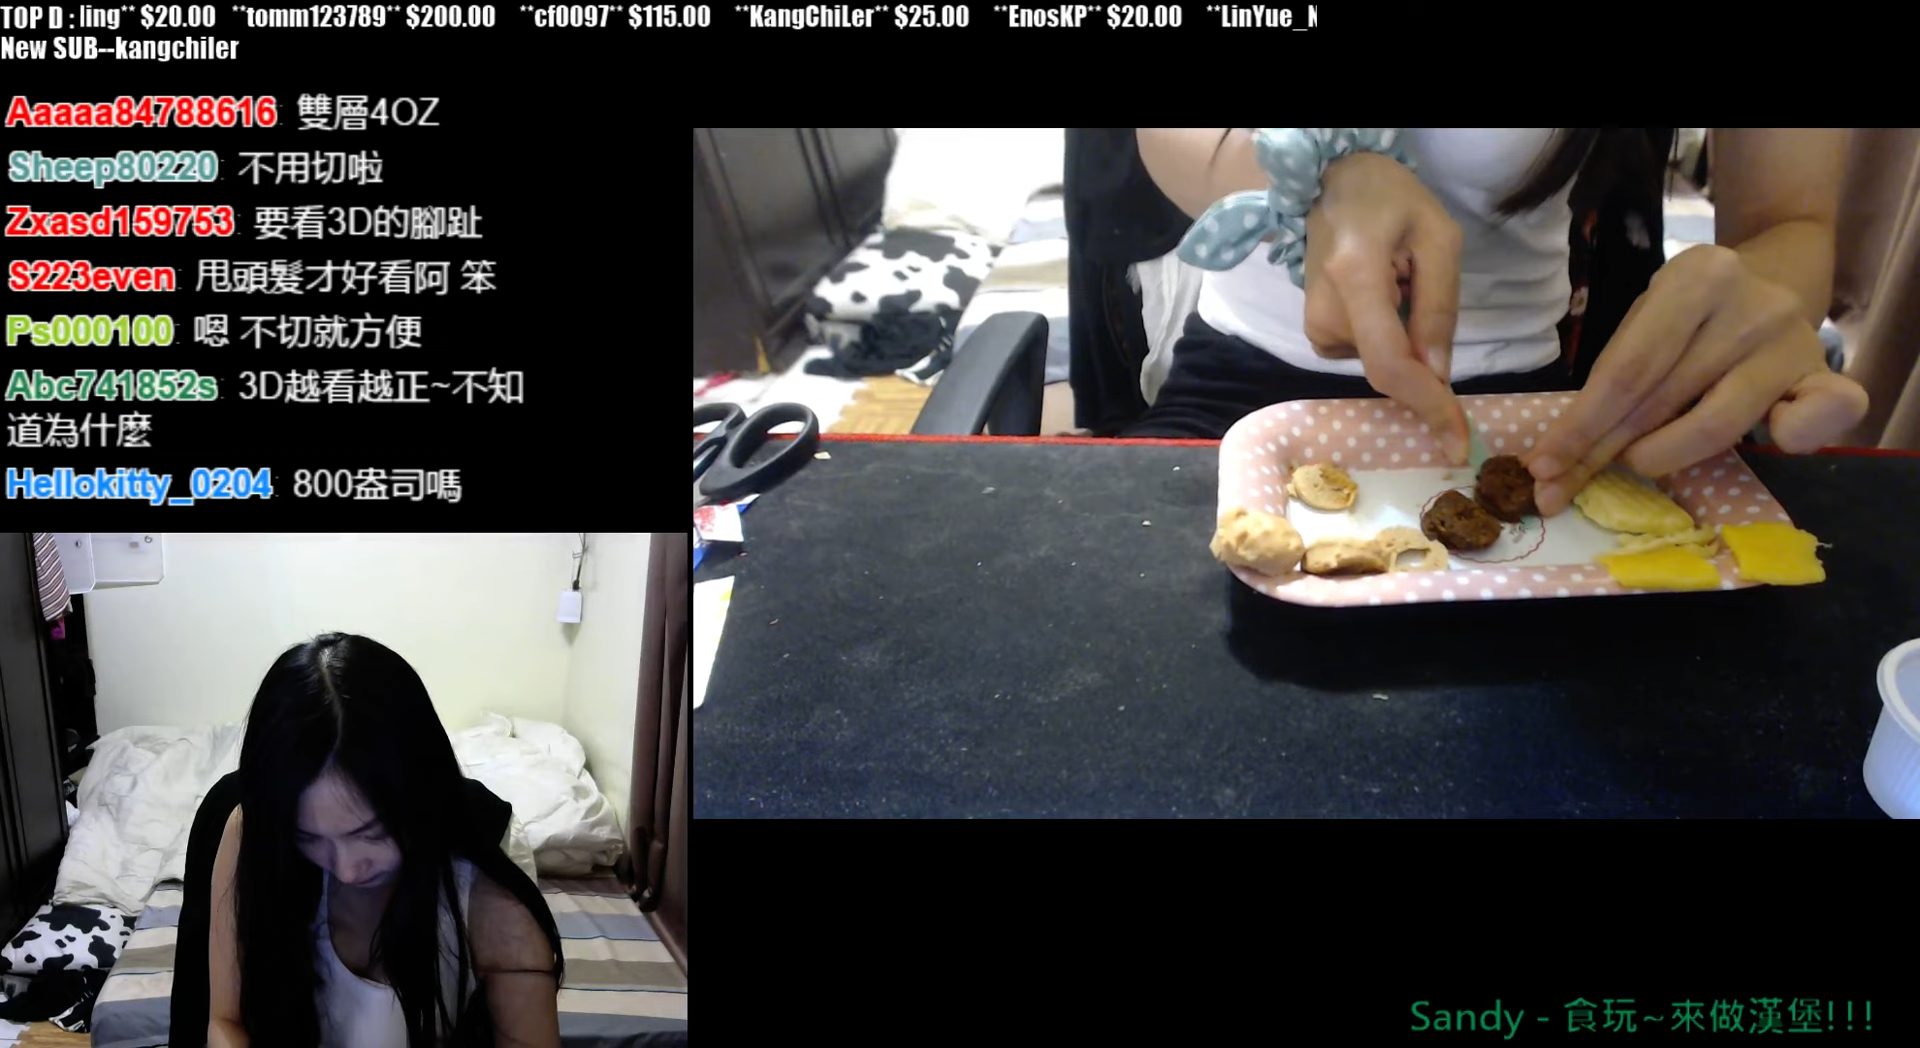 TOP D : ling** $20.00 **tomm123789** $200.00 **cf0097** $115.00 **KangChiLer** $25.00 **EnosKP** $20.00 **LinYue_
New SUB--kangchiler
Aaaaa84788616: 雙層4OZ
Sheep80220: 不用切啦
Zxasd159753: 要看3D的腳趾
S223even: 甩頭髮才好看阿 笨
Ps000100: 嗯 不切就方便
Abc741852s: 3D越看越正~不知
道為什麼
Hellokitty_0204: 800盎司嗎
Sandy - 食玩~來做漢堡!!!